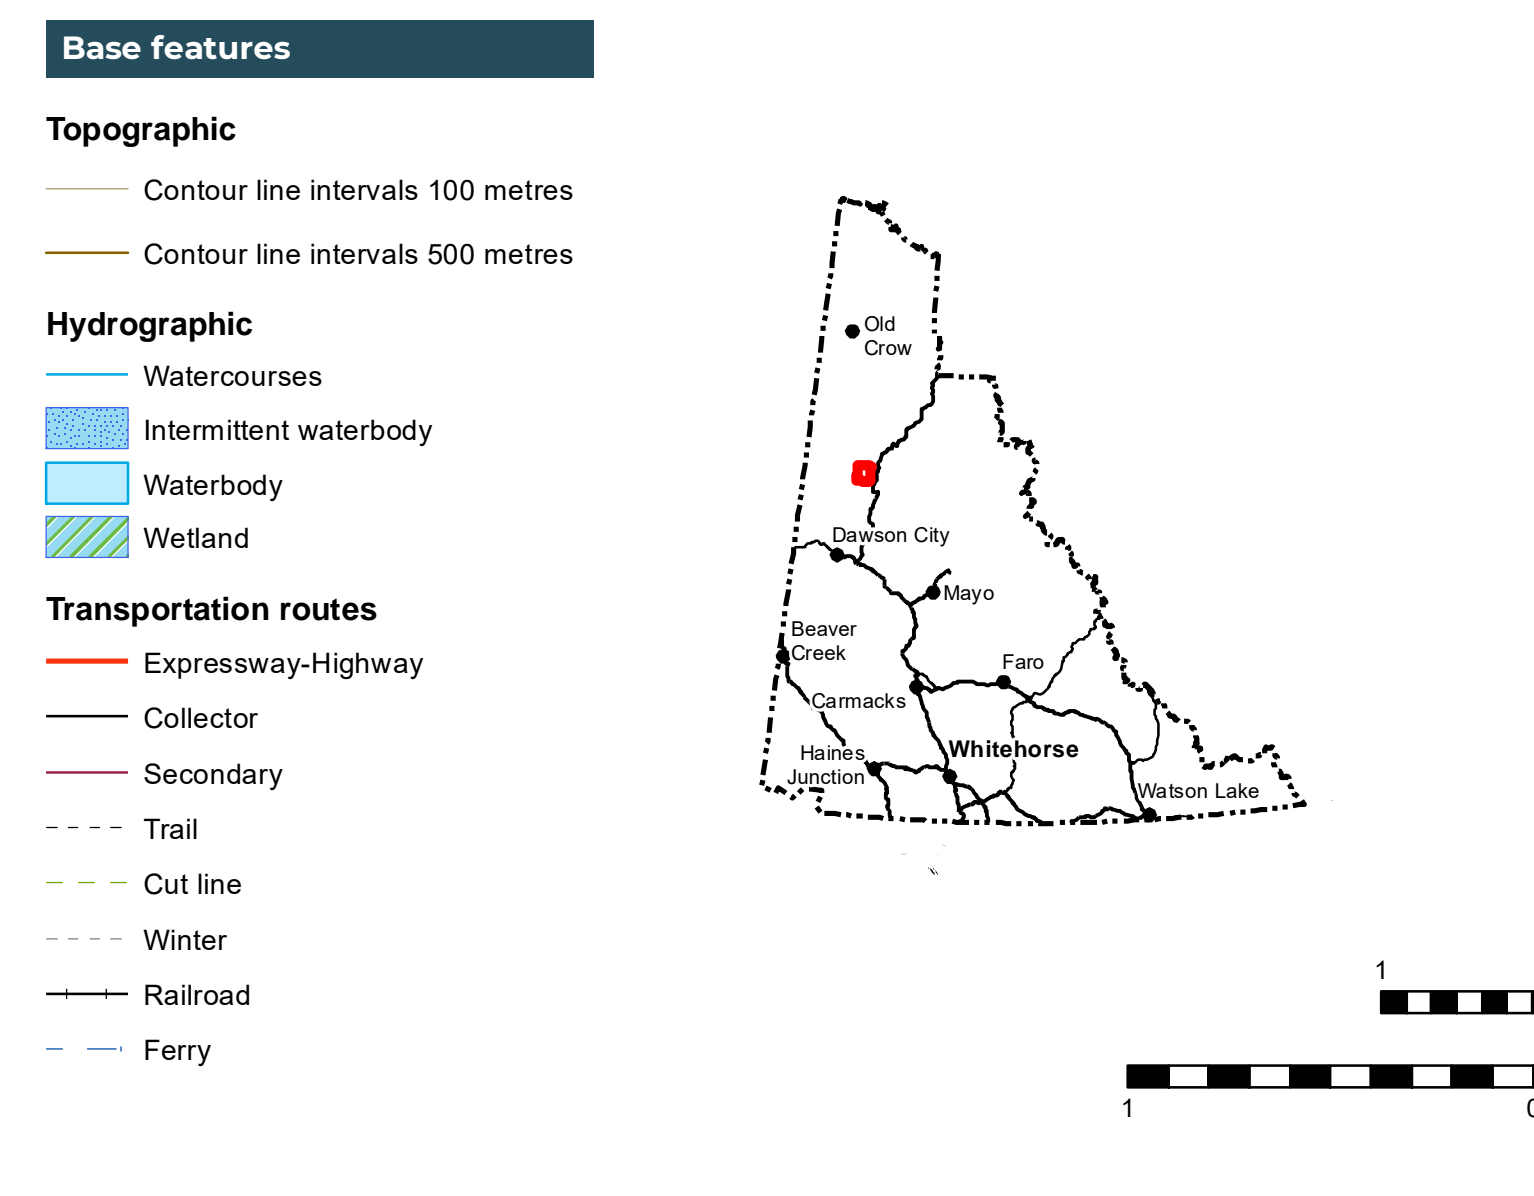 Base features
Topographic
Contour line intervals 100 metres
Contour line intervals 500 metres
Hydrographic
Watercourses
Intermittent waterbody
Waterbody
Wetland
Transportation routes
Expressway-Highway
Collector
Secondary
Trail
Cut line
Winter
Railroad
Ferry
Old
Crow
Dawson City
Mayo
Beaver
Creek
Faro
Carmacks
Whitehorse
Haines
Junction
Watson Lake
1
1
0